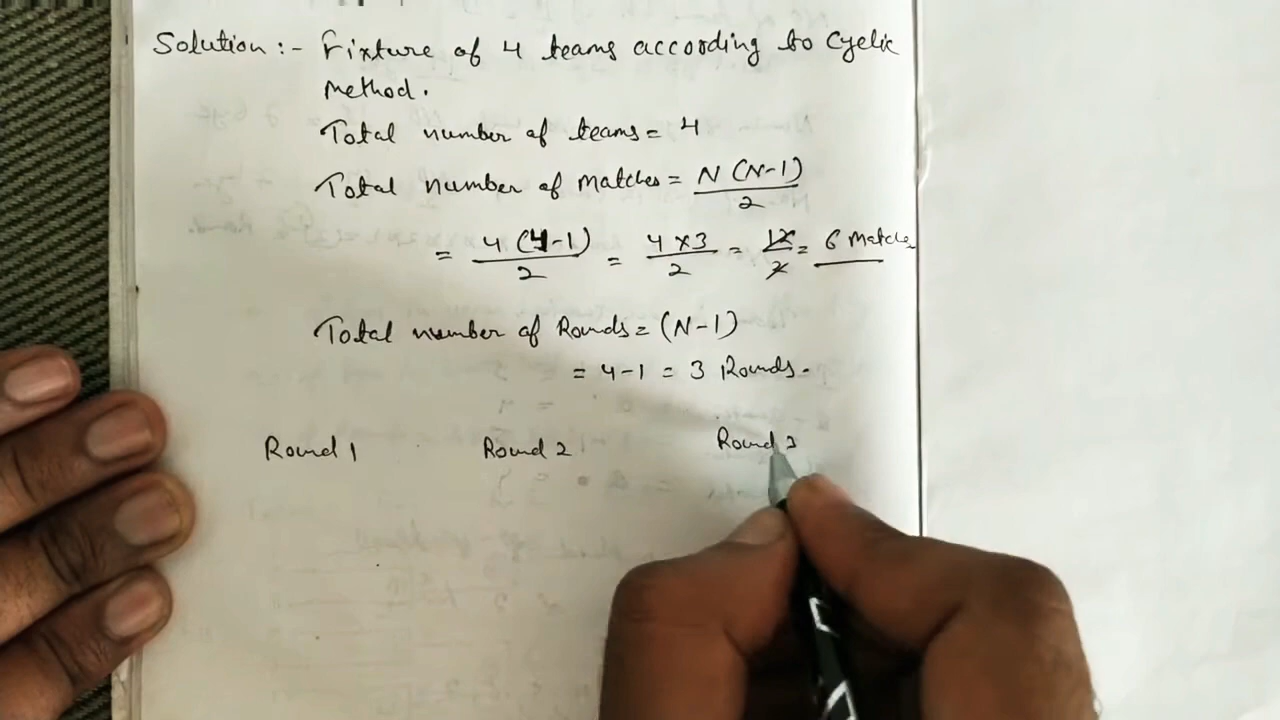 Solution :- Fixture of 4 teams according to Cyclic
method.
Total number of teams = 4
Total number of Matches = N (N-1)
2
= 4 (4-1) = 4 x 3 = 12 = 6 Matche
2 2 2
Total number of Rounds = (N-1)
= 4-1 = 3 Rounds.
Round 1 Round 2 Round 3